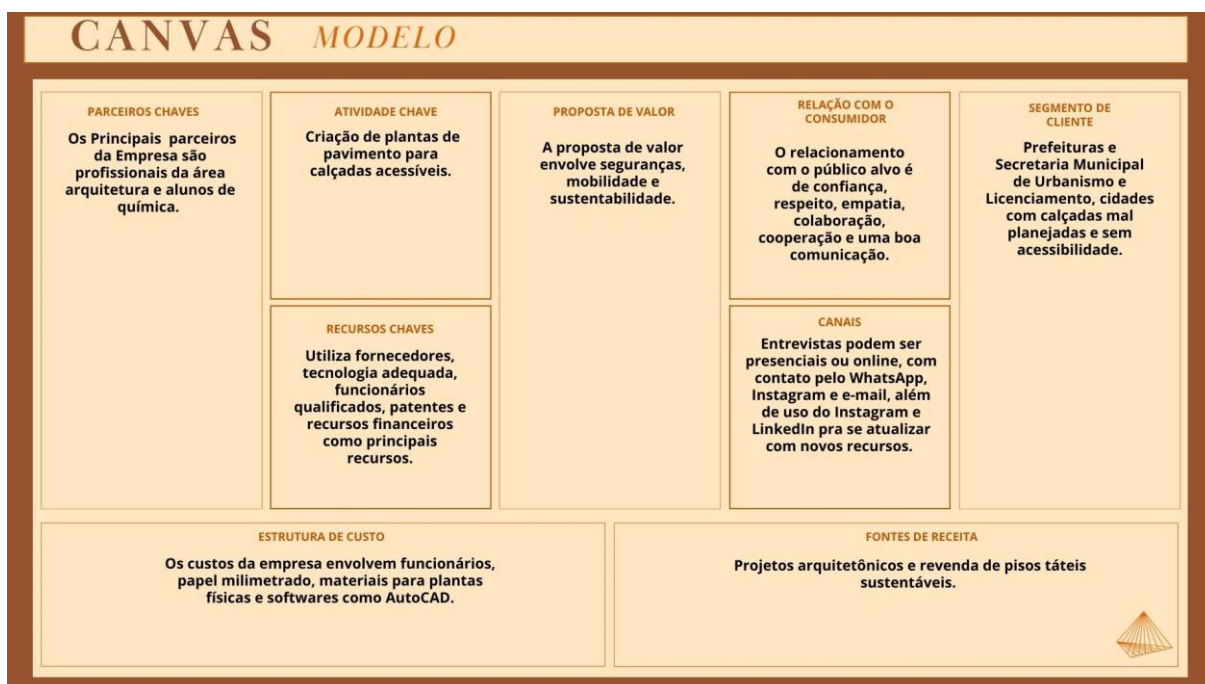 CANVAS MODELO
PARCEIROS CHAVES
Os Principais parceiros
da Empresa são
profissionais da área
arquitetura e alunos de
química.
ATIVIDADE CHAVE
Criação de plantas de
pavimento para
calçadas acessíveis.
RECURSOS CHAVES
Utiliza fornecedores,
tecnologia adequada,
funcionários
qualificados, patentes e
recursos financeiros
como principais
recursos.
PROPOSTA DE VALOR
A proposta de valor
envolve seguranças,
mobilidade e
sustentabilidade.
RELAÇÃO COM O
CONSUMIDOR
O relacionamento
com o público alvo é
de confiança,
respeito, empatia,
colaboração,
cooperação e uma boa
comunicação.
CANAIS
Entrevistas podem ser
presenciais ou online, com
contato pelo WhatsApp,
Instagram e e-mail, além
de uso do Instagram e
LinkedIn pra se atualizar
com novos recursos.
SEGMENTO DE
CLIENTE
Prefeituras e
Secretaria Municipal
de Urbanismo e
Licenciamento, cidades
com calçadas mal
planejadas e sem
acessibilidade.
ESTRUTURA DE CUSTO
Os custos da empresa envolvem funcionários,
papel milimetrado, materiais para plantas
físicas e softwares como AutoCAD.
FONTES DE RECEITA
Projetos arquitetônicos e revenda de pisos táteis
sustentáveis.